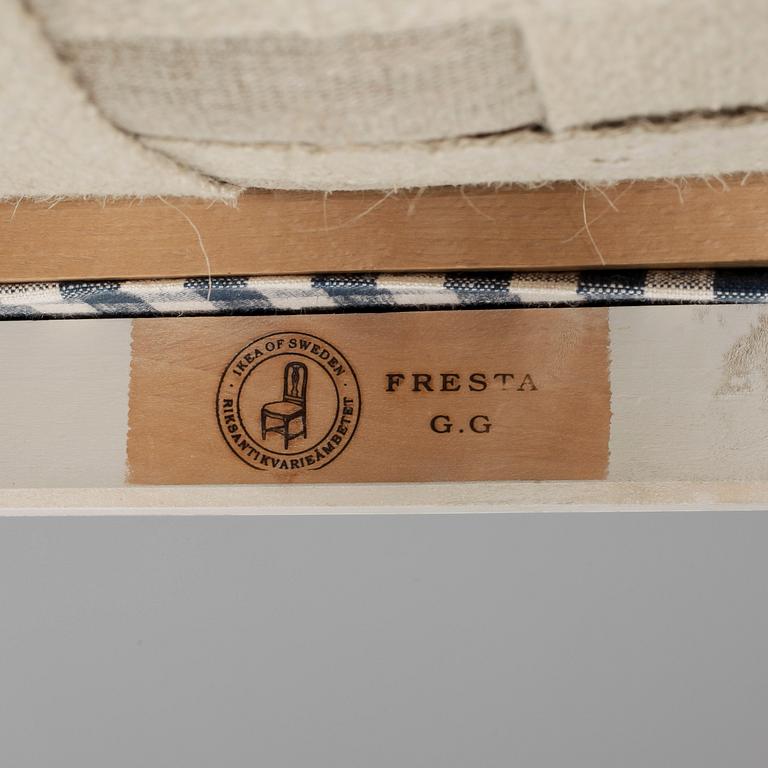 · IKEA OF SWEDEN ·
RIKSANTIKVARIEÄMBETET
FRESTA
G.G